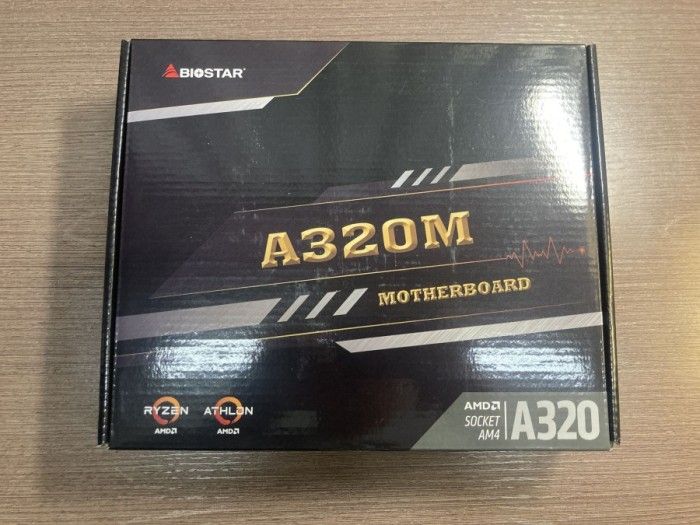 BIOSTAR
A320M
MOTHERBOARD
RYZEN
AMD
ATHLON
AMD
AMD
SOCKET
AM4
A320